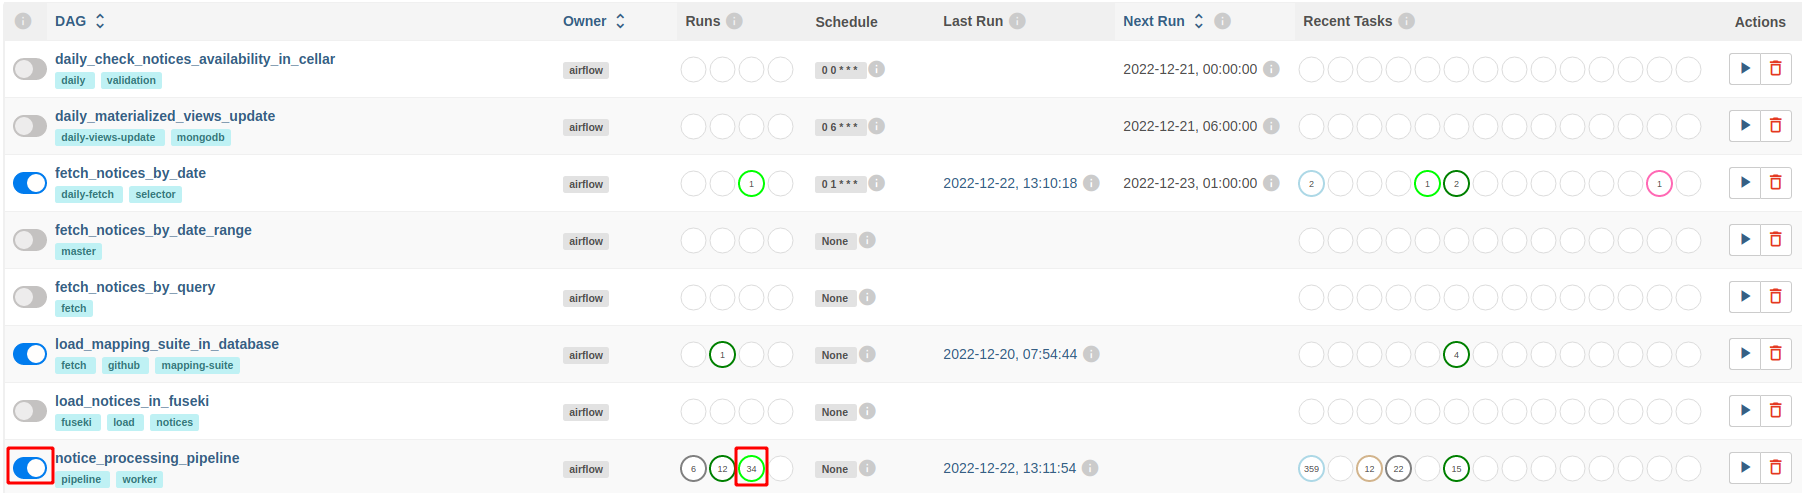 DAG Owner Runs Schedule Last Run Next Run Recent Tasks Actions
daily_check_notices_availability_in_cellar
daily validation
airflow
0 0 * * *
2022-12-21, 00:00:00
daily_materialized_views_update
daily-views-update mongodb
airflow
0 6 * * *
2022-12-21, 06:00:00
fetch_notices_by_date
daily-fetch selector
airflow
1
0 1 * * *
2022-12-22, 13:10:18
2022-12-23, 01:00:00
2 1 2 1
fetch_notices_by_date_range
master
airflow
None
fetch_notices_by_query
fetch
airflow
None
load_mapping_suite_in_database
fetch github mapping-suite
airflow
1
None
2022-12-20, 07:54:44
4
load_notices_in_fuseki
fuseki load notices
airflow
None
notice_processing_pipeline
pipeline worker
airflow
6 12 34
None
2022-12-22, 13:11:54
359 12 22 15